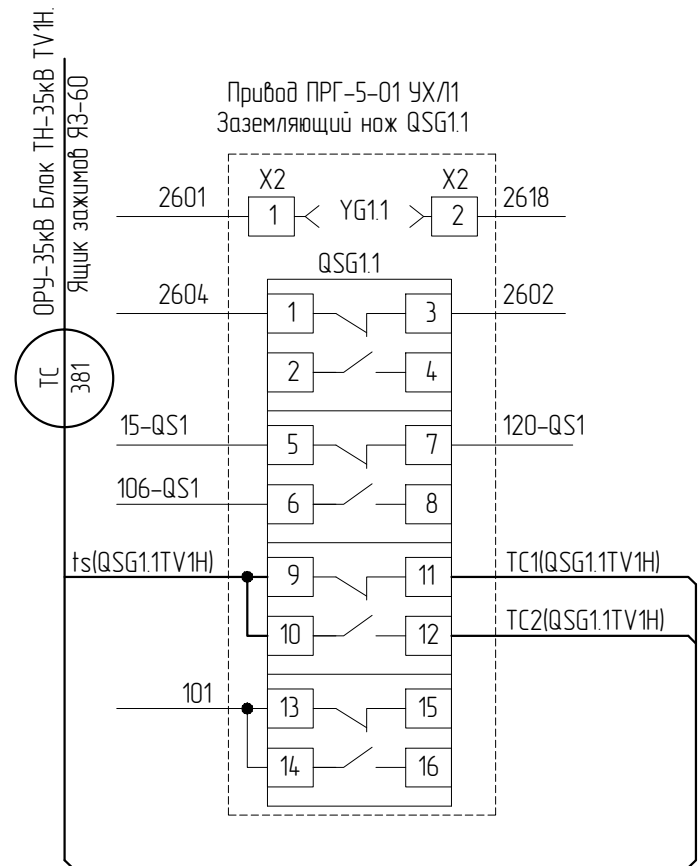 ОРУ-35кВ Блок ТН-35кВ TV1Н.
Ящик зажимов ЯЗ-60
Привод ПРГ-5-01 УХЛ1
Заземляющий нож QSG1.1
X2
X2
2601
1
YG1.1
2
2618
QSG1.1
2604
1
3
2602
2
4
ТС
381
15-QS1
5
7
120-QS1
106-QS1
6
8
ts(QSG1.1TV1H)
9
11
TC1(QSG1.1TV1H)
10
12
TC2(QSG1.1TV1H)
101
13
15
14
16